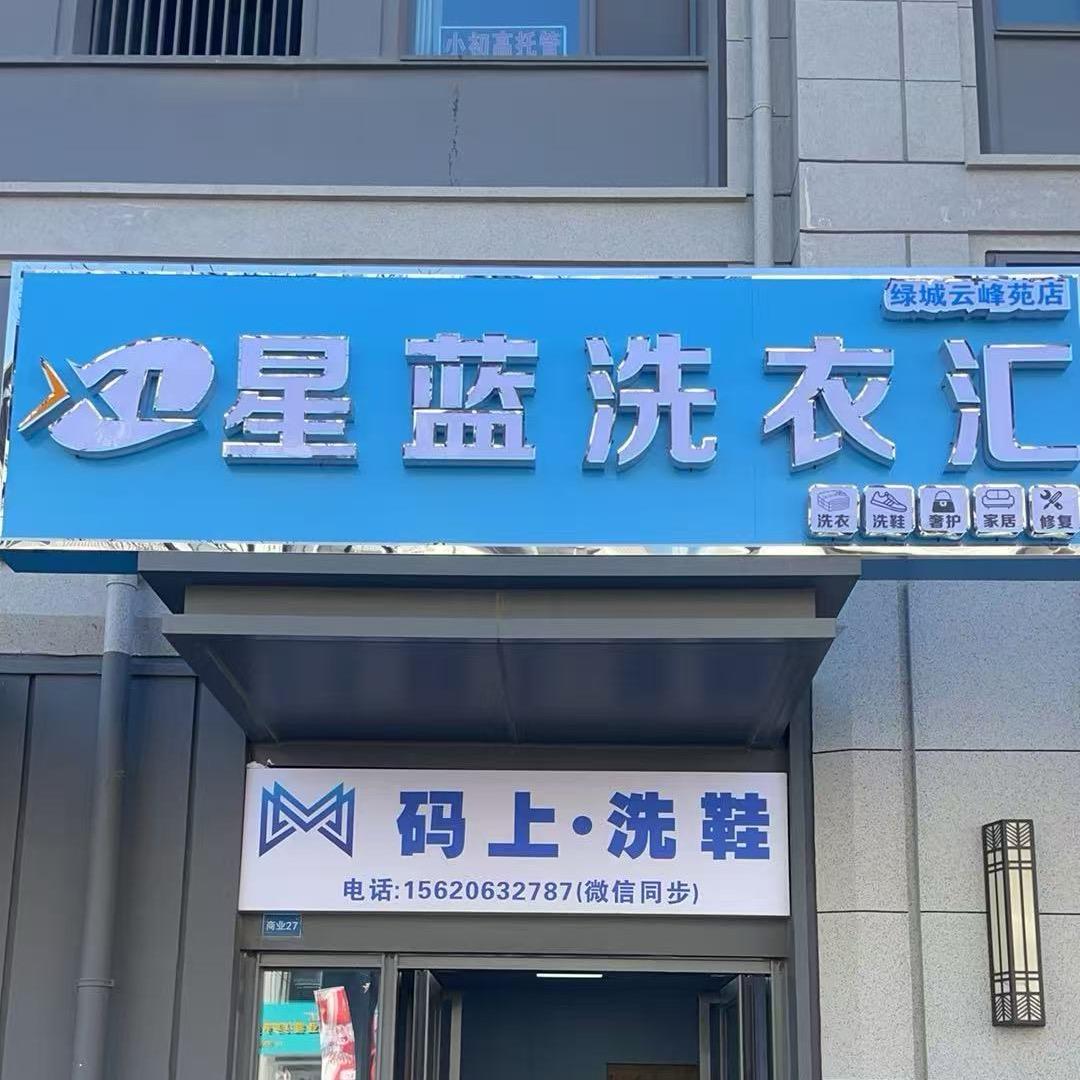 小初高托管
绿城云峰苑店
XL 星蓝洗衣汇
洗衣 洗鞋 奢护 家居 修复
码上·洗鞋
电话:15620632787(微信同步)
商业27